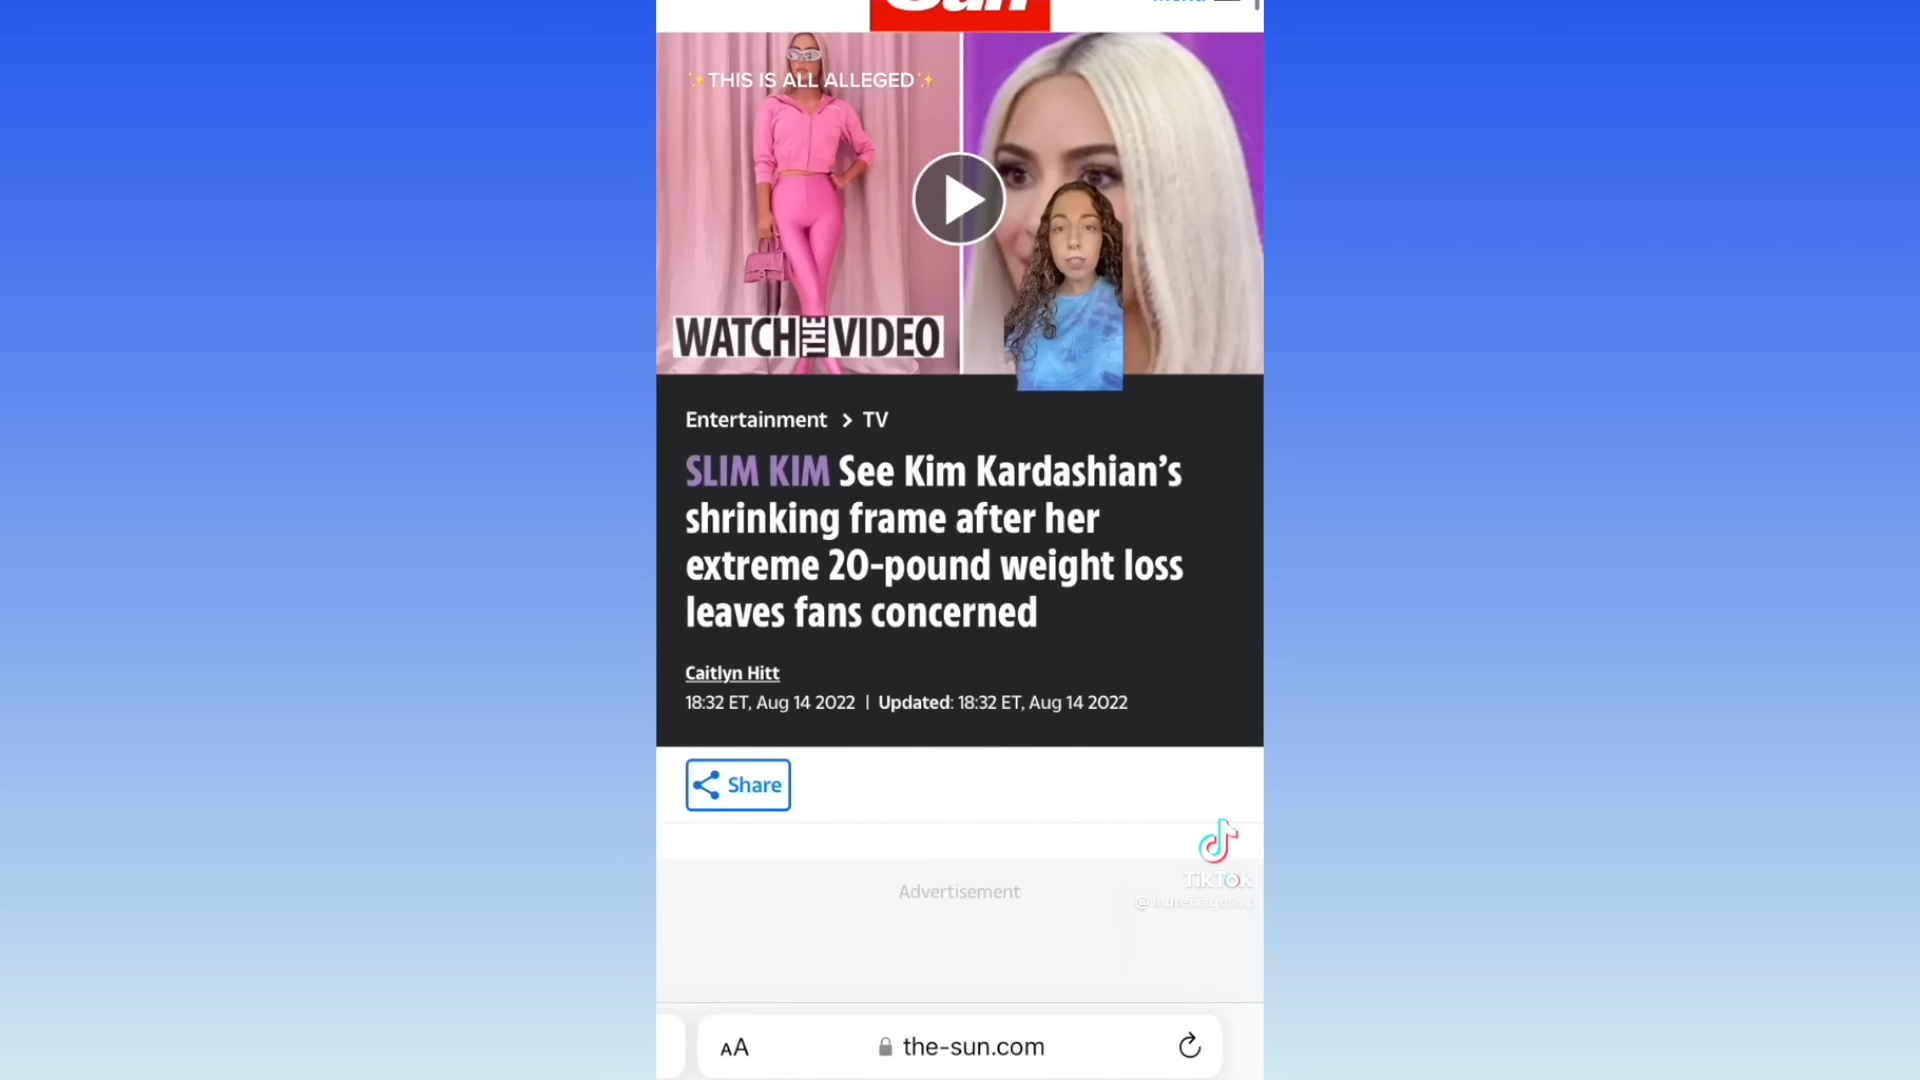 Sun
✨THIS IS ALL ALLEGED✨
WATCH THE VIDEO
Entertainment > TV
SLIM KIM See Kim Kardashian’s
shrinking frame after her
extreme 20-pound weight loss
leaves fans concerned
Caitlyn Hitt
18:32 ET, Aug 14 2022 | Updated: 18:32 ET, Aug 14 2022
Share
TikTok
Advertisement
AA
the-sun.com